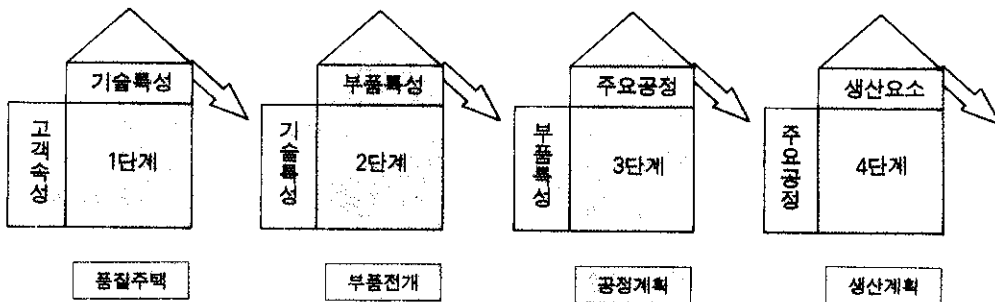 기술특성
고객속성
1단계
품질주택
부품특성
기술특성
2단계
부품전개
주요공정
부품특성
3단계
공정계획
생산요소
주요공정
4단계
생산계획